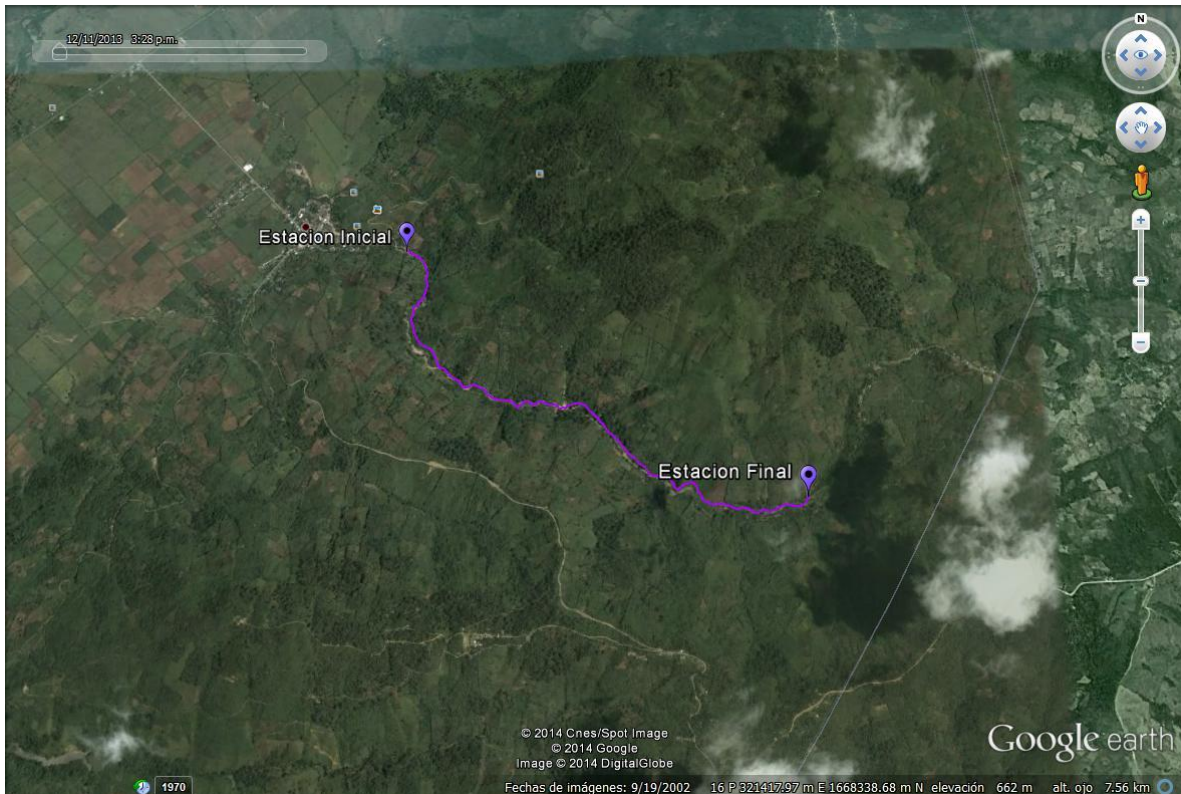 12/11/2013 3:28 p.m.
N
Estacion Inicial
Estacion Final
© 2014 Cnes/Spot Image
© 2014 Google
Image © 2014 DigitalGlobe
Google earth
1970
Fechas de imágenes: 9/19/2002 16 P 321417.97 m E 1668338.68 m N elevación 662 m alt. ojo 7.56 km